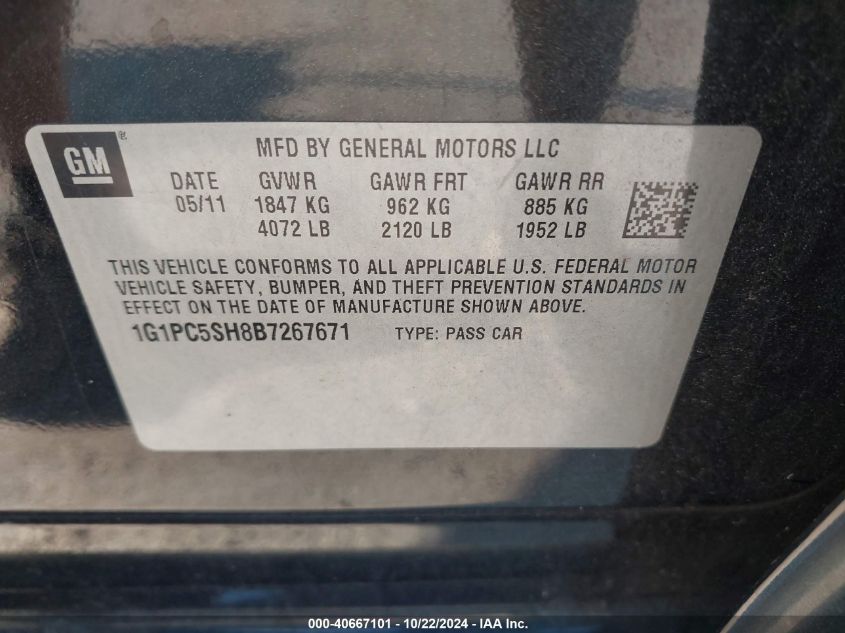 GM
MFD BY GENERAL MOTORS LLC
DATE GVWR GAWR FRT GAWR RR
05/11 1847 KG 962 KG 885 KG
4072 LB 2120 LB 1952 LB
THIS VEHICLE CONFORMS TO ALL APPLICABLE U.S. FEDERAL MOTOR
VEHICLE SAFETY, BUMPER, AND THEFT PREVENTION STANDARDS IN
EFFECT ON THE DATE OF MANUFACTURE SHOWN ABOVE.
1G1PC5SH8B7267671 TYPE: PASS CAR
000-40667101 - 10/22/2024 - IAA Inc.